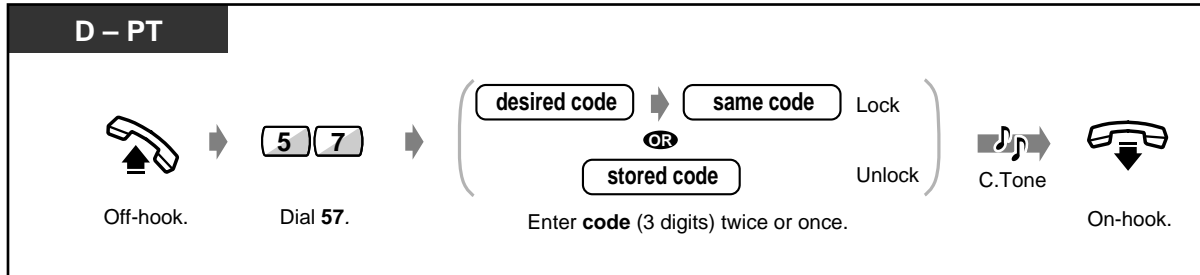 D – PT
desired code same code Lock
5 7 OR
stored code Unlock
C.Tone
Off-hook. Dial 57. Enter code (3 digits) twice or once. On-hook.